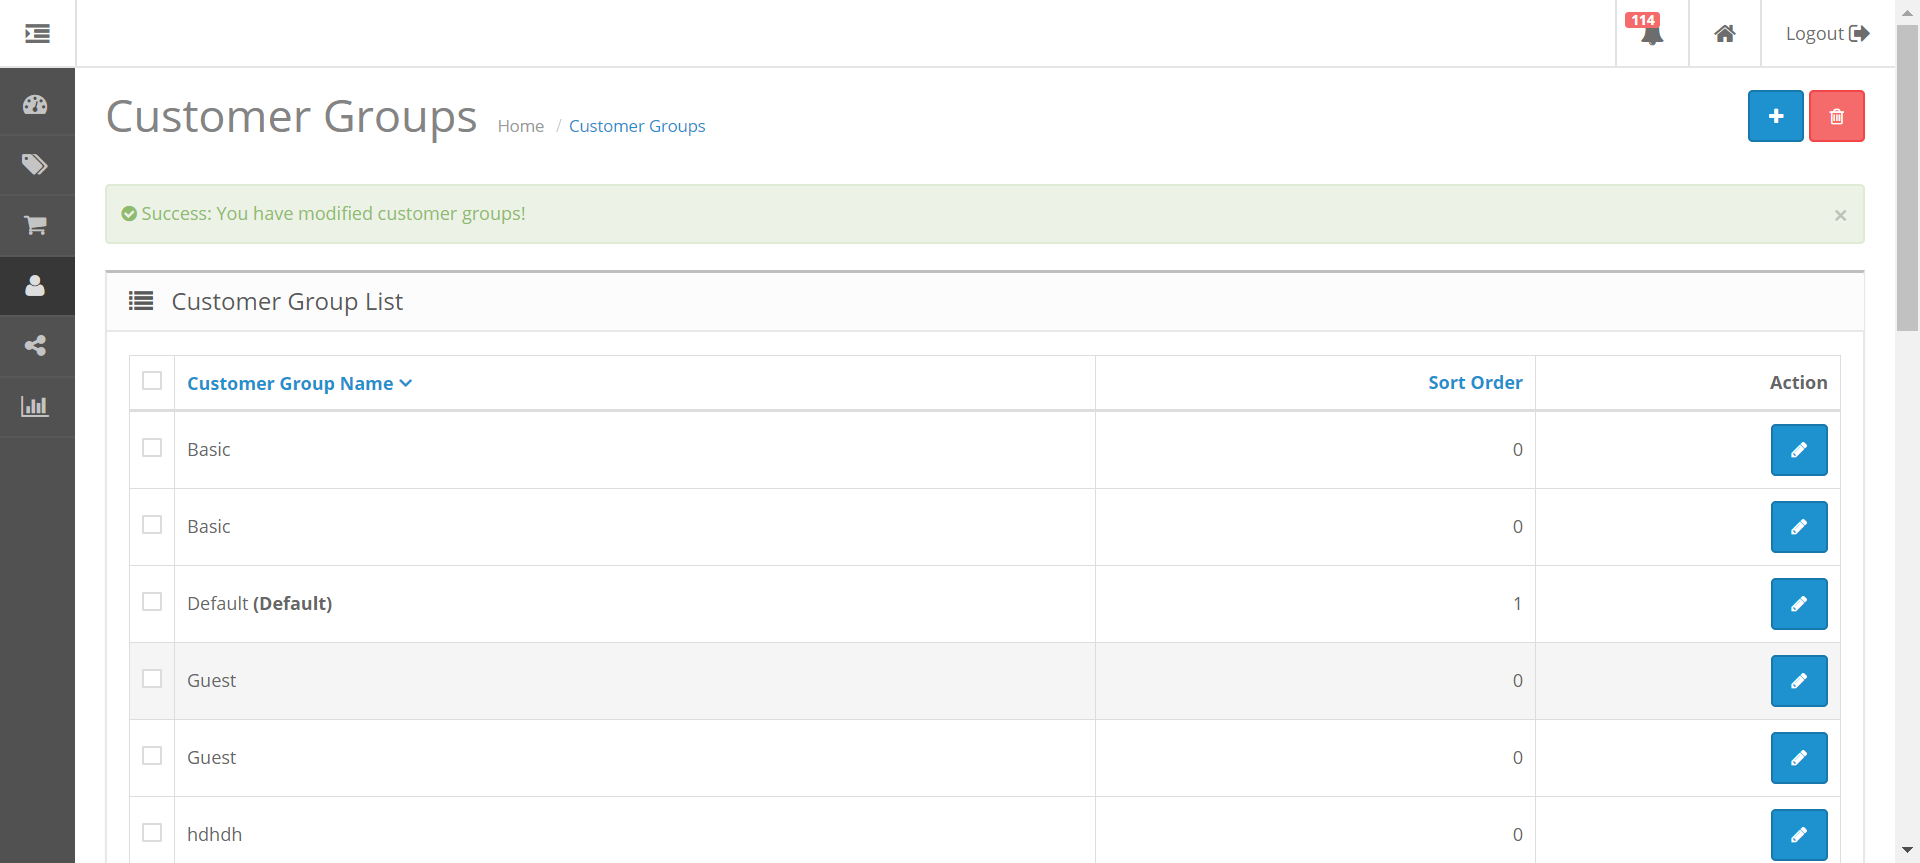 114
Logout
Customer Groups
Home / Customer Groups
Success: You have modified customer groups!
×
Customer Group List
Customer Group Name Sort Order Action
Basic 0
Basic 0
Default (Default) 1
Guest 0
Guest 0
hdhdh 0